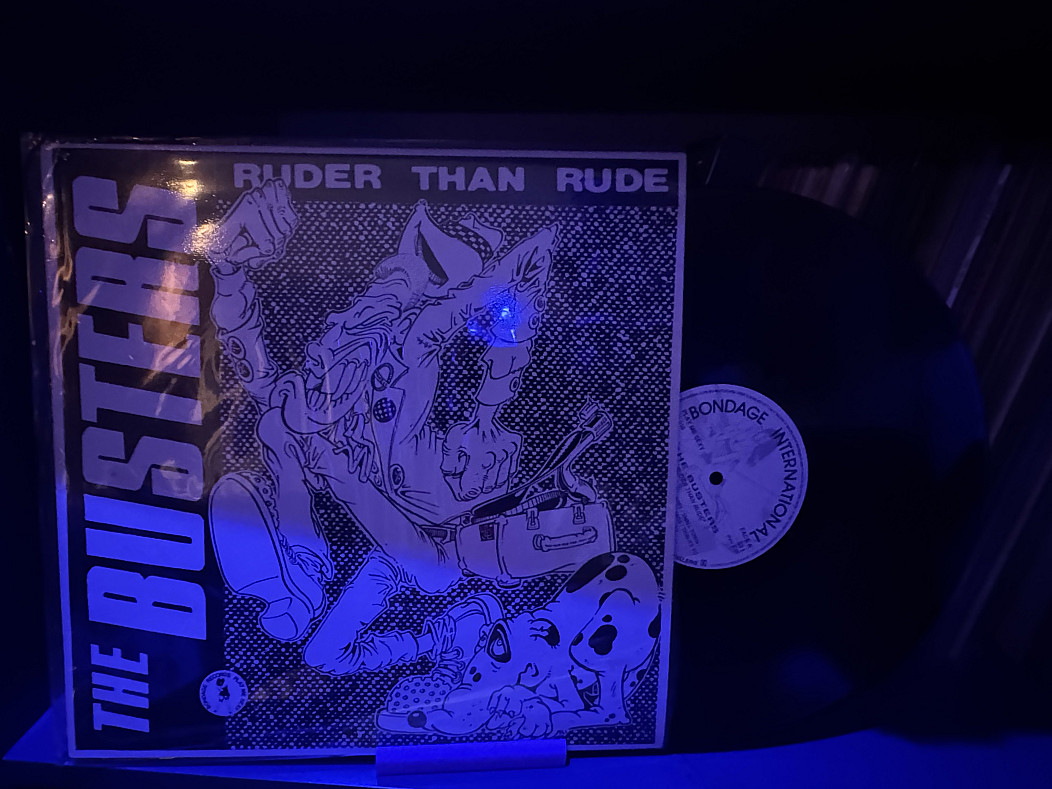 RUDER THAN RUDE
THE BUSTERS
BONDAGE INTERNATIONAL
THE BUSTERS